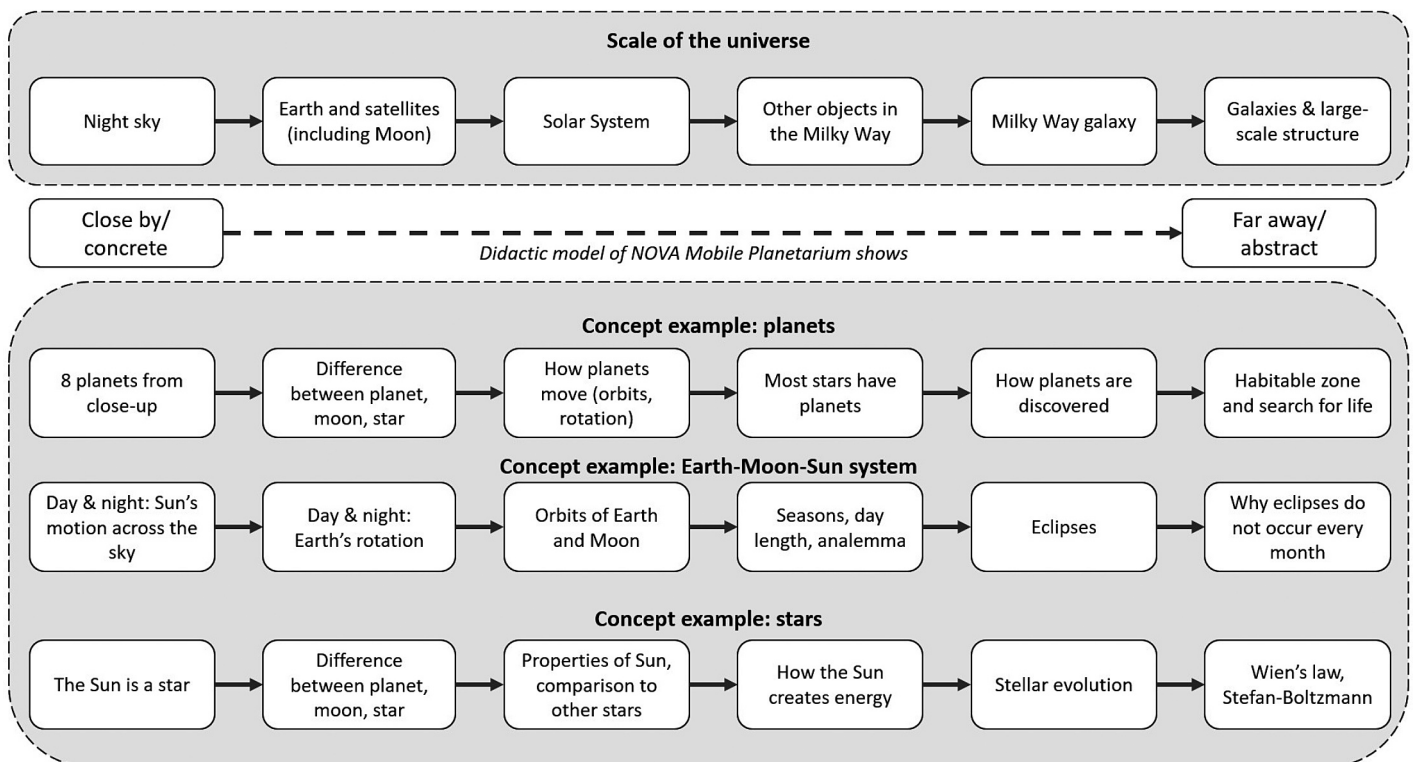 Scale of the universe
Night sky
Earth and satellites
(including Moon)
Solar System
Other objects in
the Milky Way
Milky Way galaxy
Galaxies & large-
scale structure
Close by/
concrete
Didactic model of NOVA Mobile Planetarium shows
Far away/
abstract
Concept example: planets
8 planets from
close-up
Difference
between planet,
moon, star
How planets
move (orbits,
rotation)
Most stars have
planets
How planets are
discovered
Habitable zone
and search for life
Concept example: Earth-Moon-Sun system
Day & night: Sun's
motion across the
sky
Day & night:
Earth's rotation
Orbits of Earth
and Moon
Seasons, day
length, analemma
Eclipses
Why eclipses do
not occur every
month
Concept example: stars
The Sun is a star
Difference
between planet,
moon, star
Properties of Sun,
comparison to
other stars
How the Sun
creates energy
Stellar evolution
Wien's law,
Stefan-Boltzmann